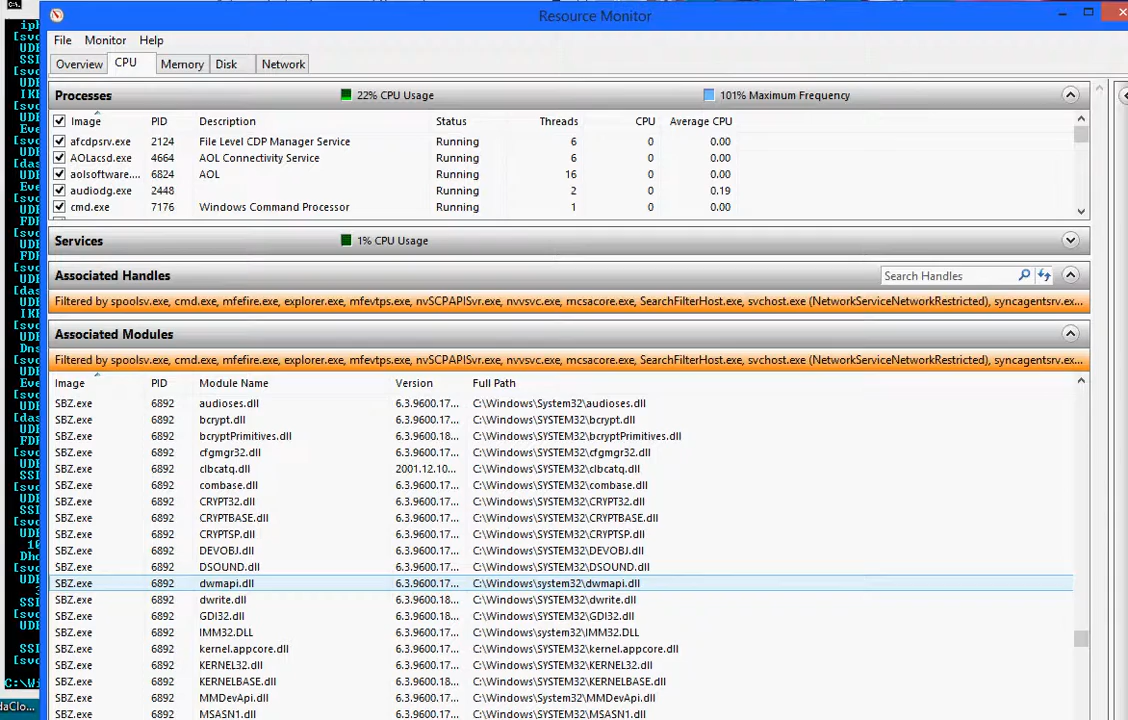 Resource Monitor
File Monitor Help
Overview CPU Memory Disk Network
Processes 22% CPU Usage 101% Maximum Frequency
Image PID Description Status Threads CPU Average CPU
afcdpsrv.exe 2124 File Level CDP Manager Service Running 6 0 0.00
AOLacsd.exe 4664 AOL Connectivity Service Running 6 0 0.00
aolsoftware.... 6824 AOL Running 16 0 0.00
audiodg.exe 2448 Running 2 0 0.19
cmd.exe 7176 Windows Command Processor Running 1 0 0.00
Services 1% CPU Usage
Associated Handles Search Handles
Filtered by spoolsv.exe, cmd.exe, mfefire.exe, explorer.exe, mfevtps.exe, nvSCPAPISvr.exe, nvvsvc.exe, mcsacore.exe, SearchFilterHost.exe, svchost.exe (NetworkServiceNetworkRestricted), syncagentsrv.ex...
Associated Modules
Filtered by spoolsv.exe, cmd.exe, mfefire.exe, explorer.exe, mfevtps.exe, nvSCPAPISvr.exe, nvvsvc.exe, mcsacore.exe, SearchFilterHost.exe, svchost.exe (NetworkServiceNetworkRestricted), syncagentsrv.ex...
Image PID Module Name Version Full Path
SBZ.exe 6892 audioses.dll 6.3.9600.17... C:\Windows\System32\audioses.dll
SBZ.exe 6892 bcrypt.dll 6.3.9600.17... C:\Windows\SYSTEM32\bcrypt.dll
SBZ.exe 6892 bcryptPrimitives.dll 6.3.9600.18... C:\Windows\SYSTEM32\bcryptPrimitives.dll
SBZ.exe 6892 cfgmgr32.dll 6.3.9600.17... C:\Windows\SYSTEM32\cfgmgr32.dll
SBZ.exe 6892 clbcatq.dll 2001.12.10... C:\Windows\SYSTEM32\clbcatq.dll
SBZ.exe 6892 combase.dll 6.3.9600.17... C:\Windows\SYSTEM32\combase.dll
SBZ.exe 6892 CRYPT32.dll 6.3.9600.17... C:\Windows\SYSTEM32\CRYPT32.dll
SBZ.exe 6892 CRYPTBASE.dll 6.3.9600.17... C:\Windows\SYSTEM32\CRYPTBASE.dll
SBZ.exe 6892 CRYPTSP.dll 6.3.9600.17... C:\Windows\SYSTEM32\CRYPTSP.dll
SBZ.exe 6892 DEVOBJ.dll 6.3.9600.17... C:\Windows\SYSTEM32\DEVOBJ.dll
SBZ.exe 6892 DSOUND.dll 6.3.9600.17... C:\Windows\SYSTEM32\DSOUND.dll
SBZ.exe 6892 dwmapi.dll 6.3.9600.17... C:\Windows\system32\dwmapi.dll
SBZ.exe 6892 dwrite.dll 6.3.9600.18... C:\Windows\SYSTEM32\dwrite.dll
SBZ.exe 6892 GDI32.dll 6.3.9600.18... C:\Windows\SYSTEM32\GDI32.dll
SBZ.exe 6892 IMM32.DLL 6.3.9600.17... C:\Windows\system32\IMM32.DLL
SBZ.exe 6892 kernel.appcore.dll 6.3.9600.17... C:\Windows\SYSTEM32\kernel.appcore.dll
SBZ.exe 6892 KERNEL32.dll 6.3.9600.17... C:\Windows\SYSTEM32\KERNEL32.dll
SBZ.exe 6892 KERNELBASE.dll 6.3.9600.18... C:\Windows\SYSTEM32\KERNELBASE.dll
SBZ.exe 6892 MMDevApi.dll 6.3.9600.17... C:\Windows\System32\MMDevApi.dll
SBZ.exe 6892 MSASN1.dll 6.3.9600.17... C:\Windows\SYSTEM32\MSASN1.dll